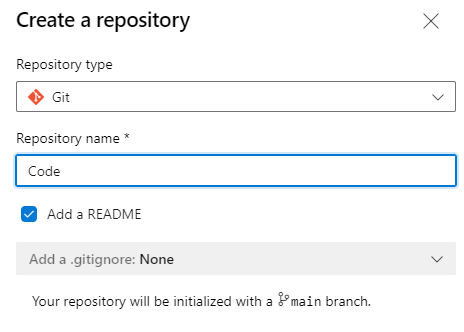 Create a repository
Repository type
Git
Repository name *
Code
Add a README
Add a .gitignore: None
Your repository will be initialized with a main branch.